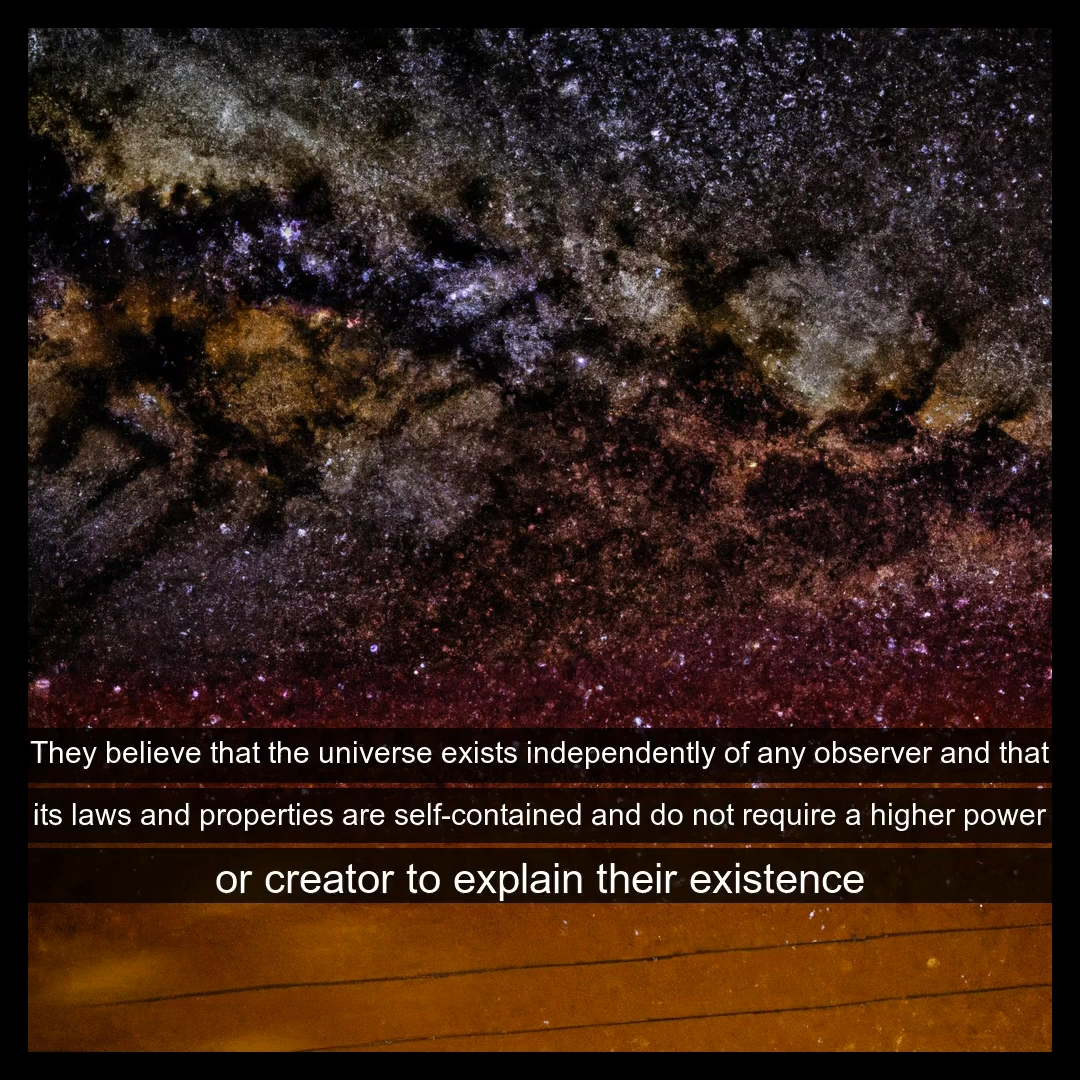 They believe that the universe exists independently of any observer and that
its laws and properties are self-contained and do not require a higher power
or creator to explain their existence